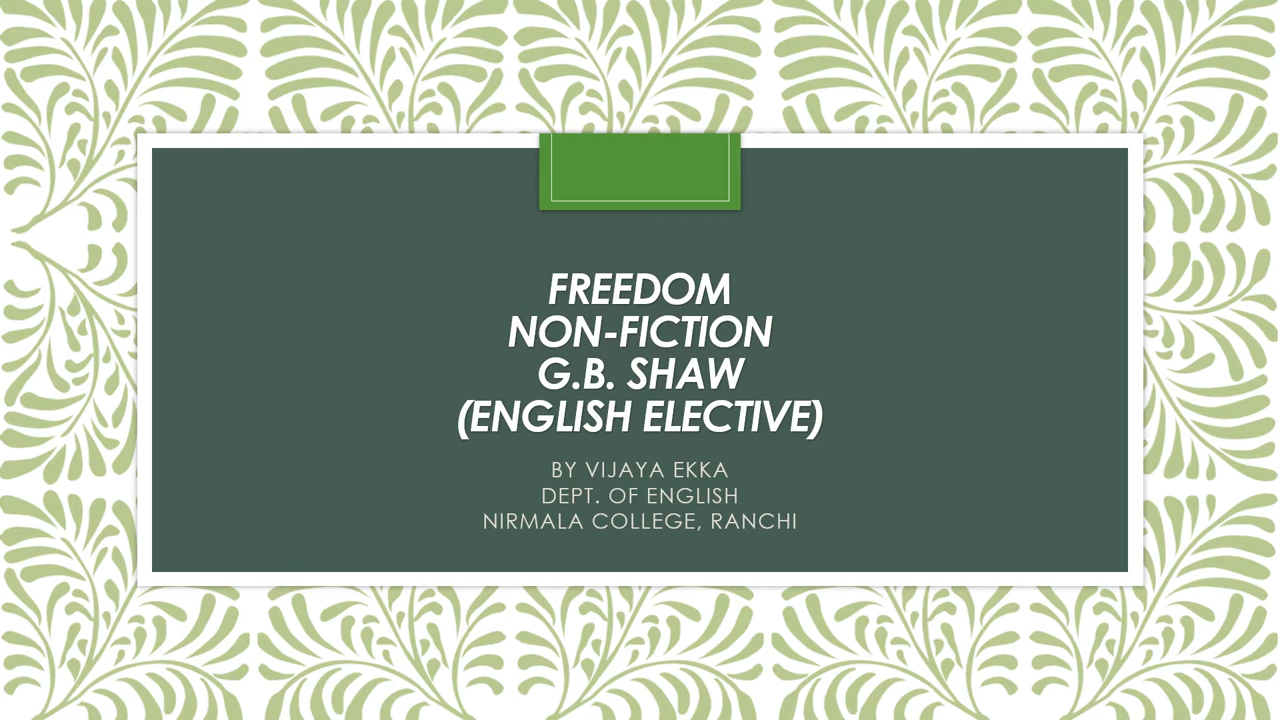 FREEDOM
NON-FICTION
G.B. SHAW
(ENGLISH ELECTIVE)
BY VIJAYA EKKA
DEPT. OF ENGLISH
NIRMALA COLLEGE, RANCHI